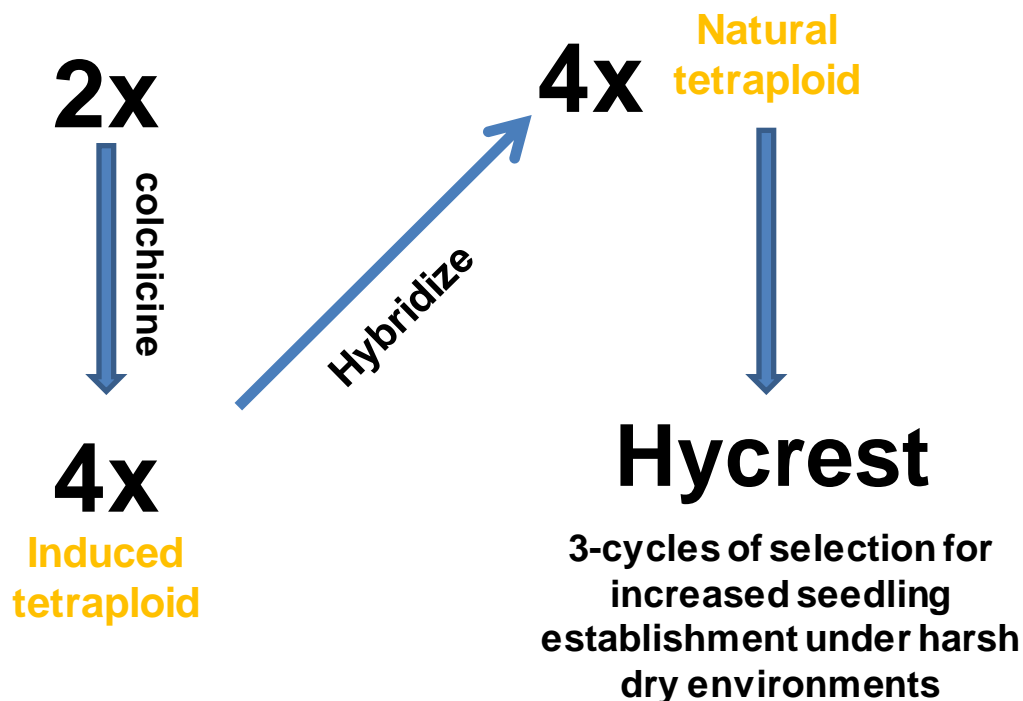 2x
colchicine
4x
Induced
tetraploid
Hybridize
4x
Natural
tetraploid
Hycrest
3-cycles of selection for
increased seedling
establishment under harsh
dry environments